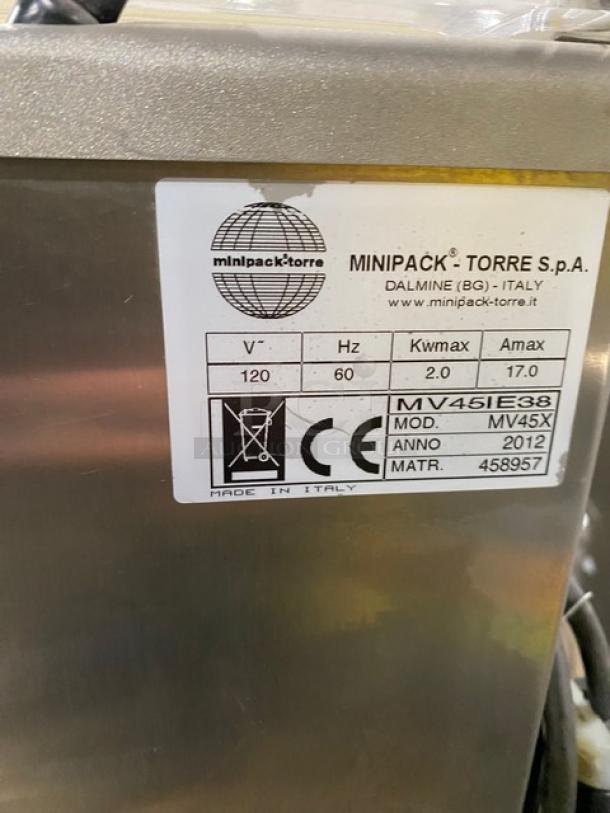 minipack®-torre
MINIPACK® - TORRE S.p.A.
DALMINE (BG) - ITALY
www.minipack-torre.it
V~ Hz Kwmax Amax
120 60 2.0 17.0
MV45IE38
MOD. MV45X
ANNO 2012
MATR. 458957
CE
MADE IN ITALY